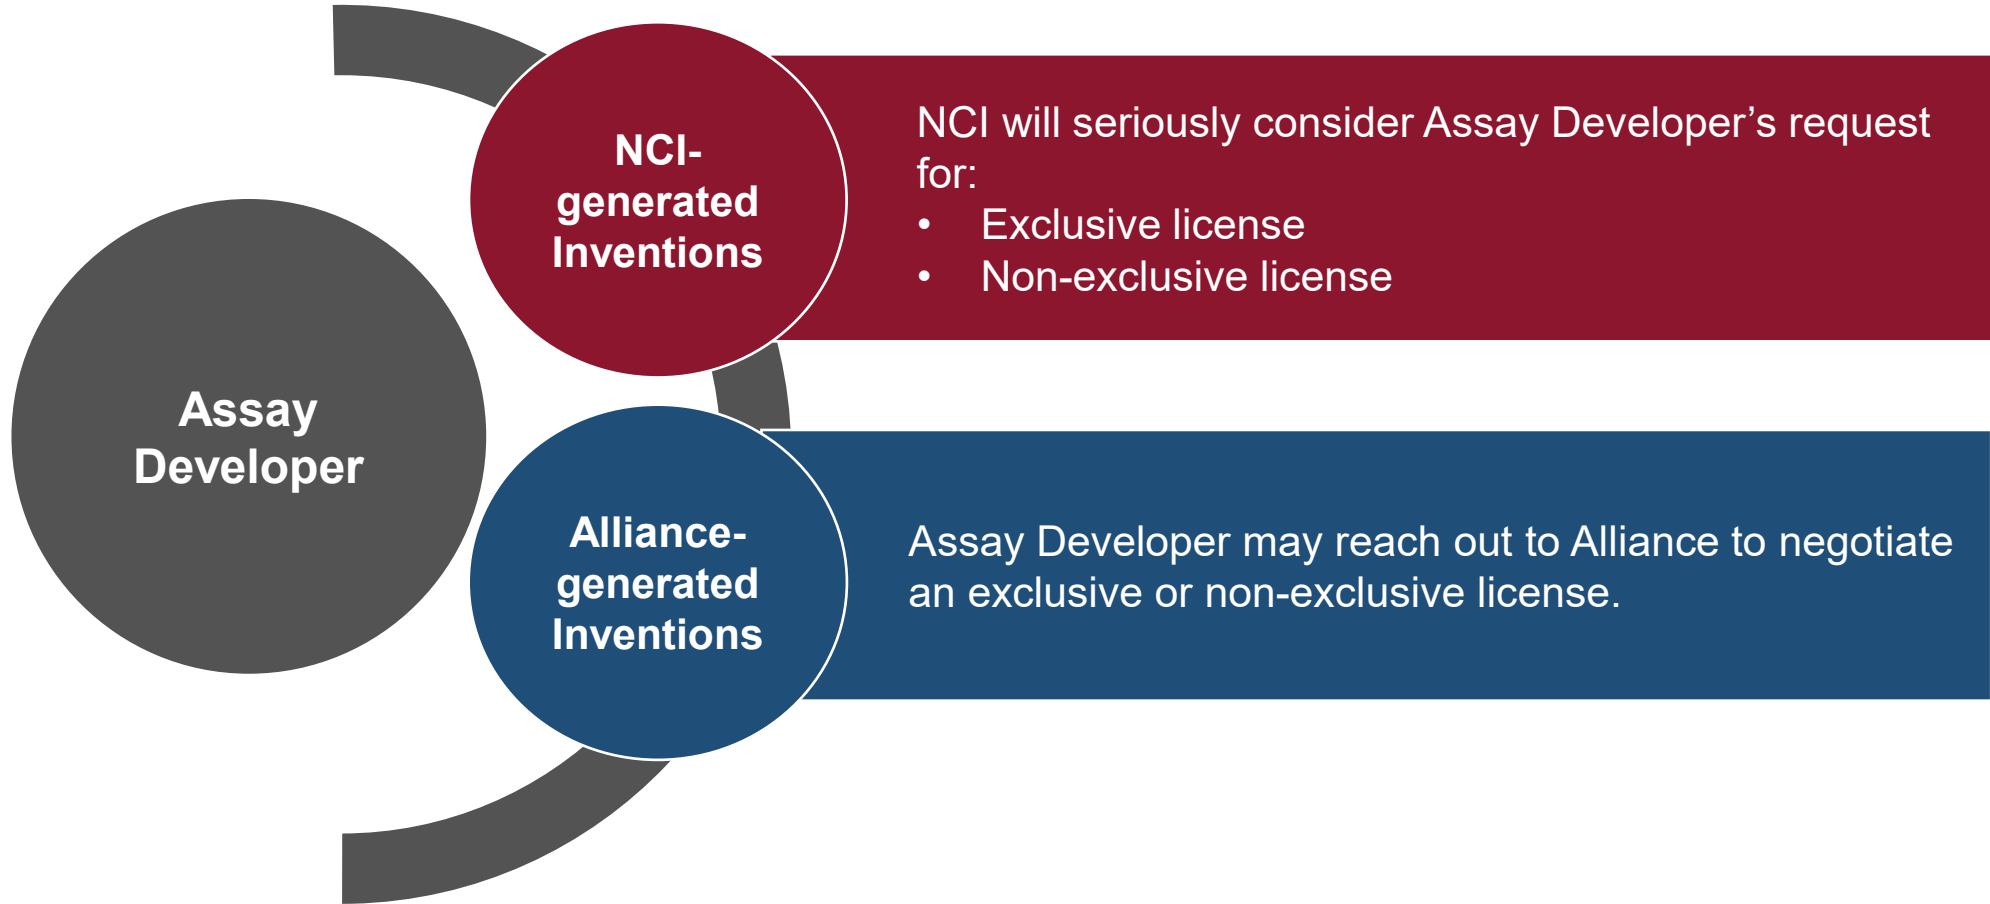 Assay
Developer
NCI-
generated
Inventions
NCI will seriously consider Assay Developer’s request
for:
• Exclusive license
• Non-exclusive license
Alliance-
generated
Inventions
Assay Developer may reach out to Alliance to negotiate
an exclusive or non-exclusive license.